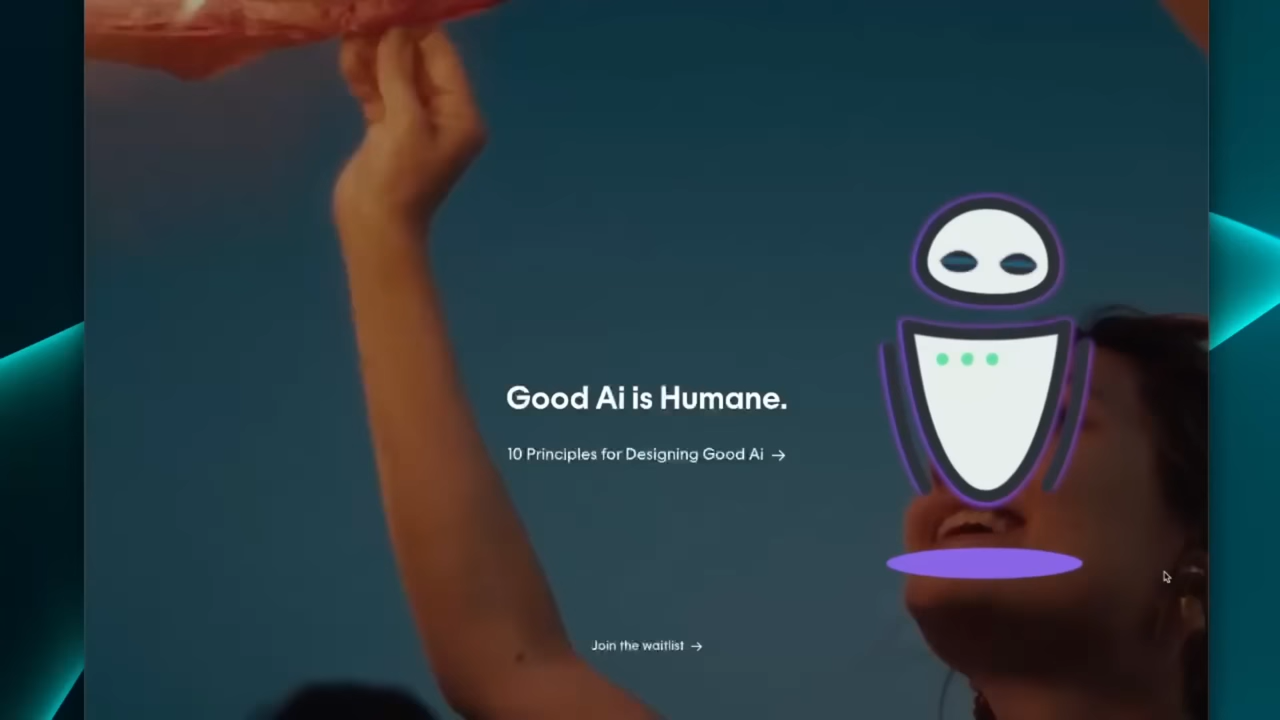 Good Ai is Humane.
10 Principles for Designing Good Ai →
Join the waitlist →